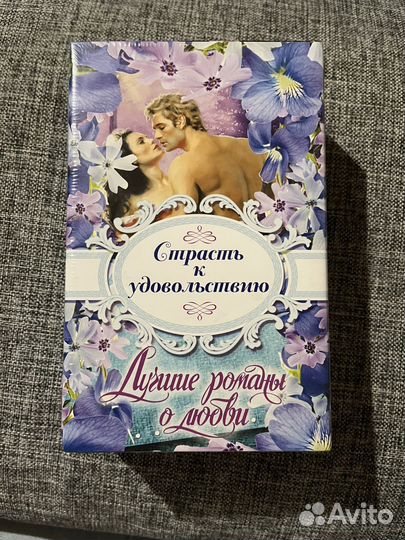 Страсть к
удовольствию
Лучшие романы
о любви
Avito